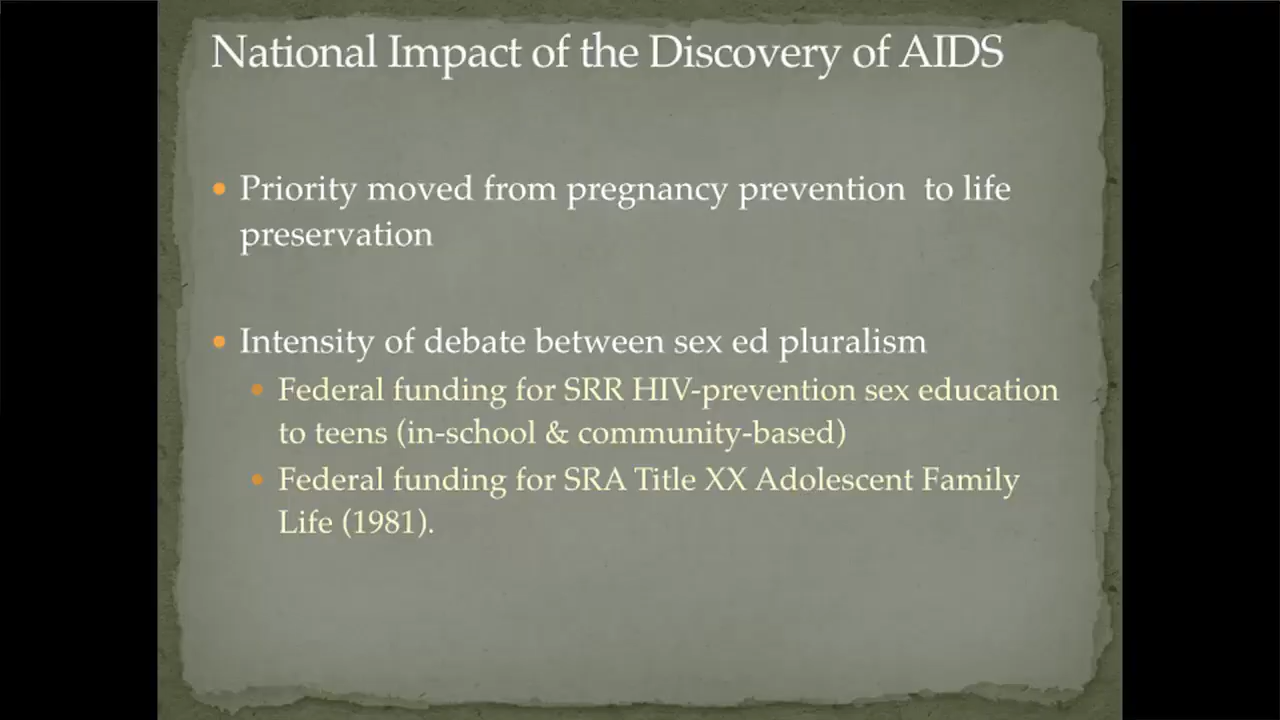 National Impact of the Discovery of AIDS
Priority moved from pregnancy prevention to life
preservation
Intensity of debate between sex ed pluralism
Federal funding for SRR HIV-prevention sex education
to teens (in-school & community-based)
Federal funding for SRA Title XX Adolescent Family
Life (1981).